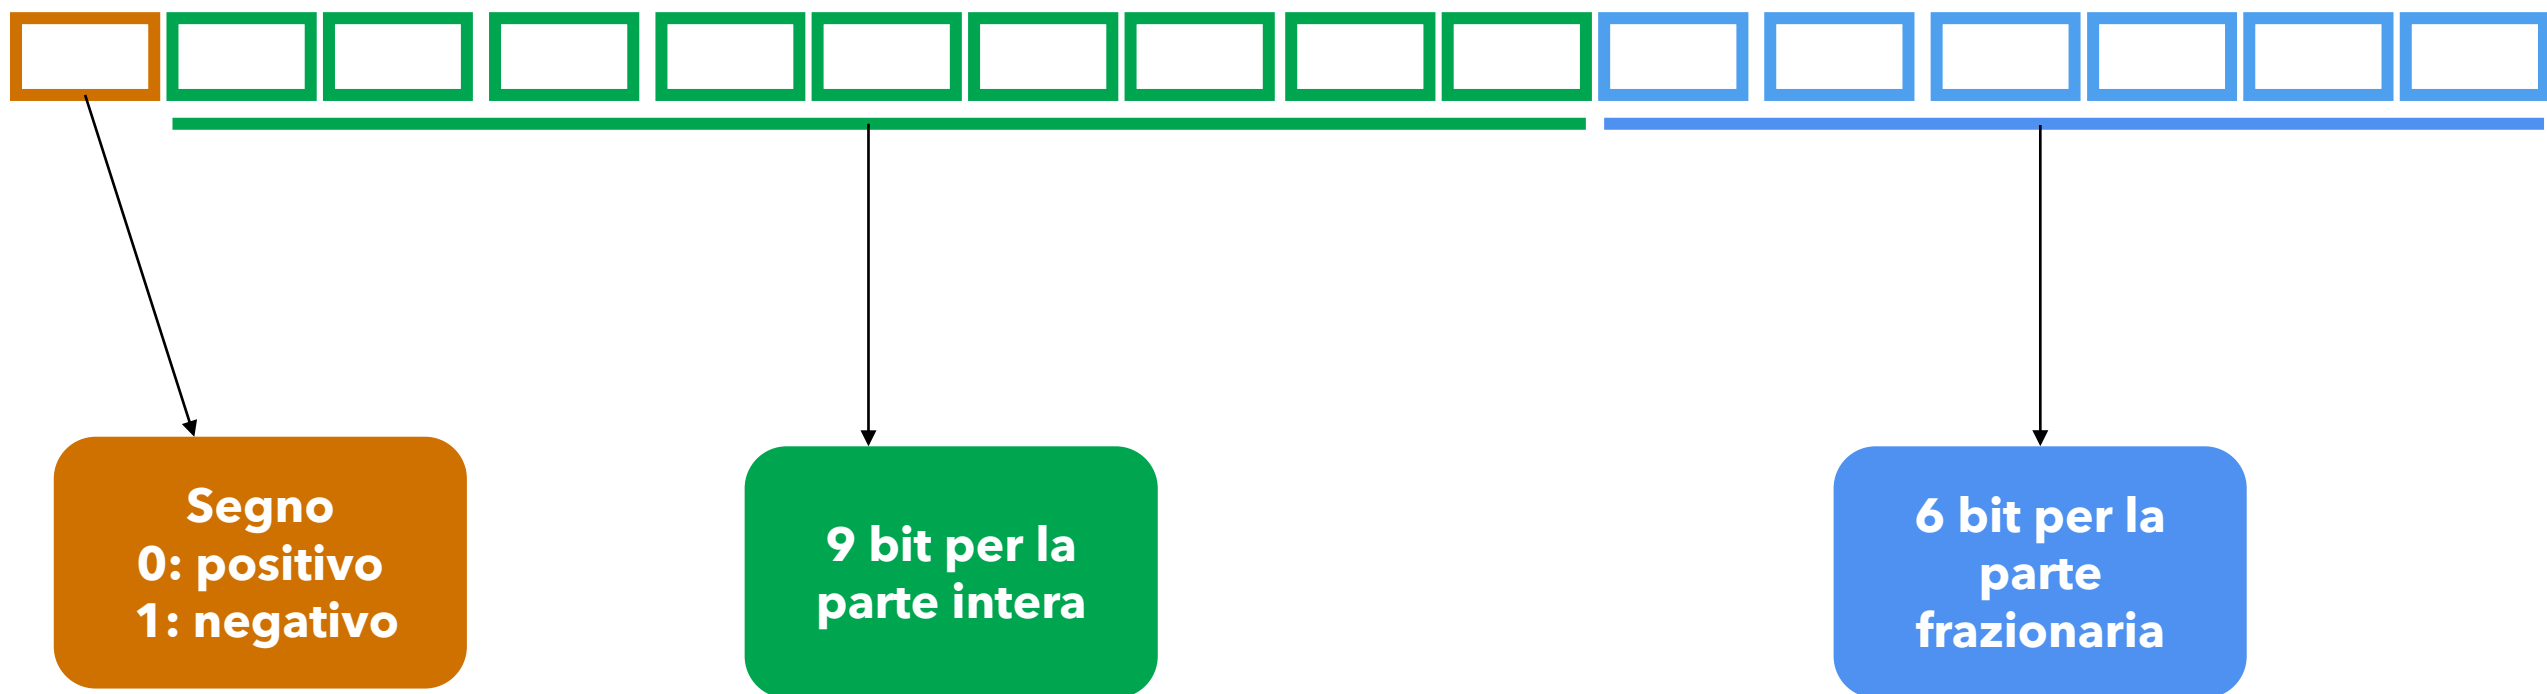 Segno
0: positivo
1: negativo
9 bit per la
parte intera
6 bit per la
parte
frazionaria